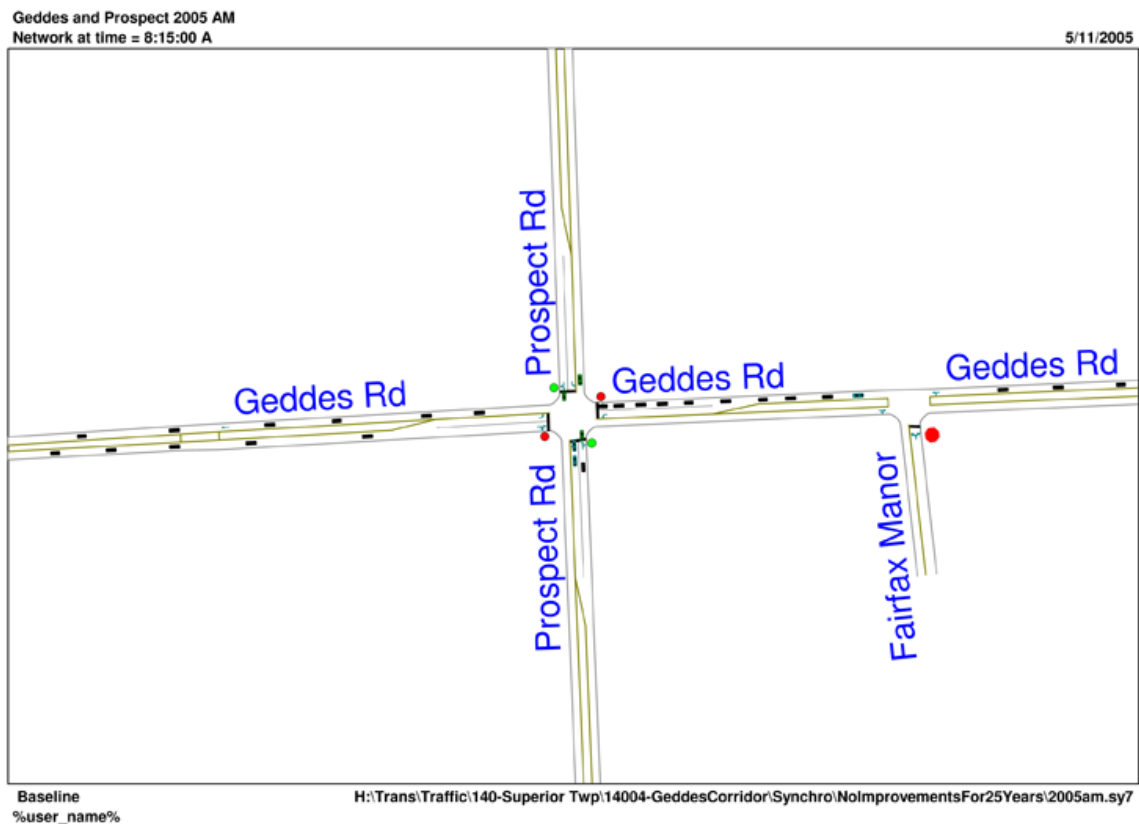 Geddes and Prospect 2005 AM
Network at time = 8:15:00 A
5/11/2005
Prospect Rd
Geddes Rd
Geddes Rd
Geddes Rd
Prospect Rd
Fairfax Manor
Baseline
H:\Trans\Traffic\140-Superior Twp\14004-GeddesCorridor\Synchro\NoImprovementsFor25Years\2005am.sy7
%user_name%